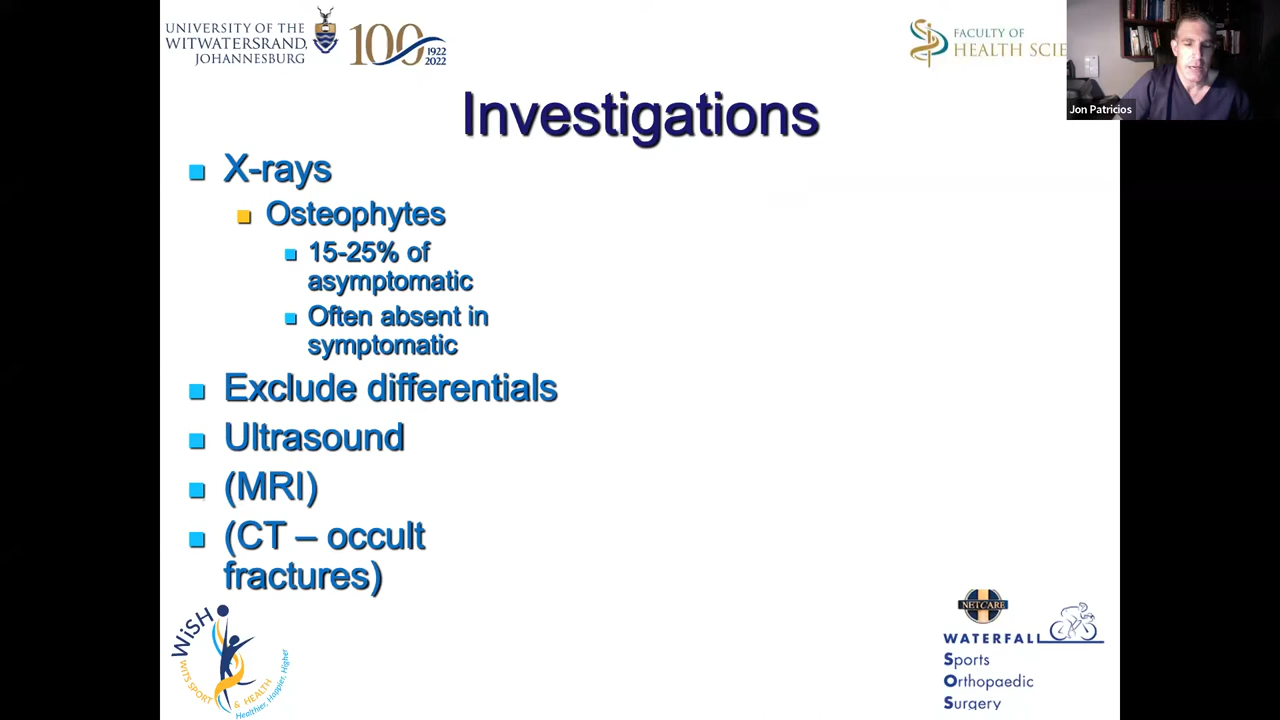 UNIVERSITY OF THE
WITWATERSRAND,
JOHANNESBURG
100 1922
2022
FACULTY OF
HEALTH SCIE
Jon Patricios
Investigations
X-rays
Osteophytes
15-25% of
asymptomatic
Often absent in
symptomatic
Exclude differentials
Ultrasound
(MRI)
(CT – occult
fractures)
WiSH
WITS SPORT & HEALTH
Healthier, Happier, Higher
NETCARE
WATERFALL
Sports
Orthopaedic
Surgery